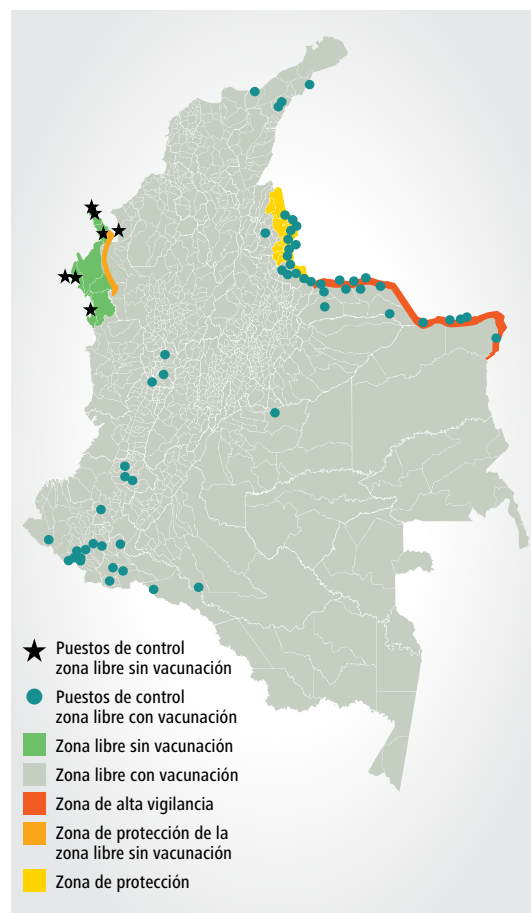 Puestos de control
zona libre sin vacunación
Puestos de control
zona libre con vacunación
Zona libre sin vacunación
Zona libre con vacunación
Zona de alta vigilancia
Zona de protección de la
zona libre sin vacunación
Zona de protección